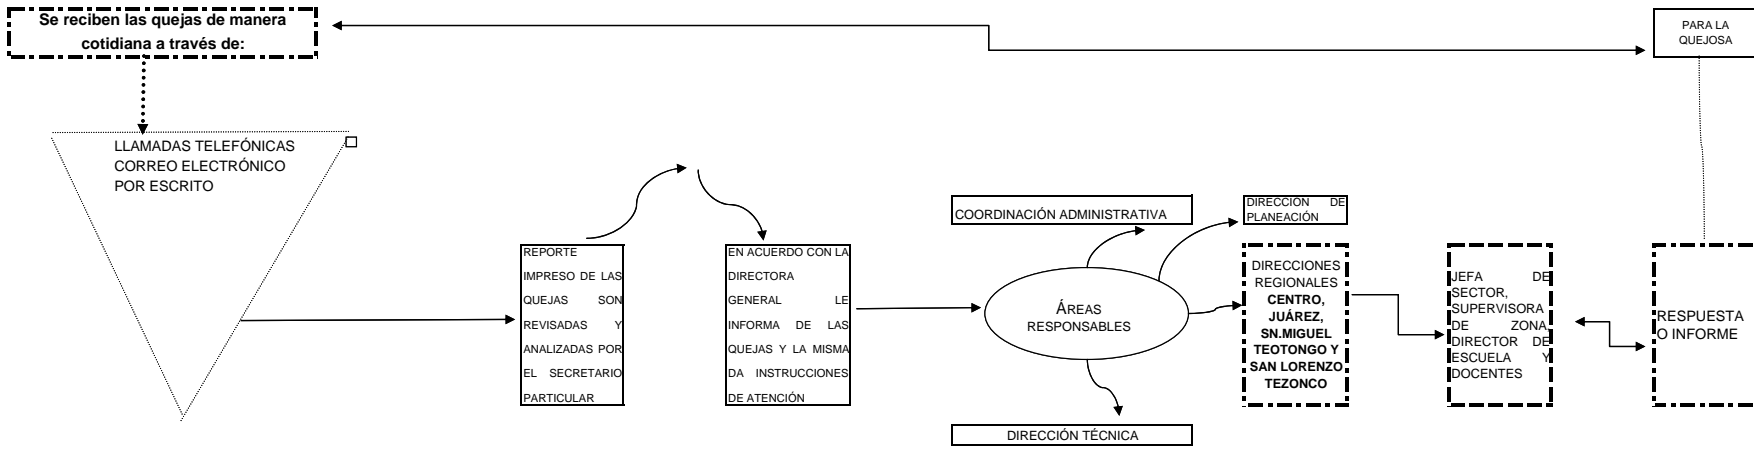 Se reciben las quejas de manera
cotidiana a través de:
PARA LA
QUEJOSA
LLAMADAS TELEFÓNICAS
CORREO ELECTRÓNICO
POR ESCRITO
REPORTE
IMPRESO DE LAS
QUEJAS SON
REVISADAS Y
ANALIZADAS POR
EL SECRETARIO
PARTICULAR
EN ACUERDO CON LA
DIRECTORA
GENERAL LE
INFORMA DE LAS
QUEJAS Y LA MISMA
DA INSTRUCCIONES
DE ATENCIÓN
COORDINACIÓN ADMINISTRATIVA
ÁREAS
RESPONSABLES
DIRECCIÓN TÉCNICA
DIRECCIÓN DE
PLANEACIÓN
DIRECCIONES
REGIONALES
CENTRO,
JUÁREZ,
SN.MIGUEL
TEOTONGO Y
SAN LORENZO
TEZONCO
JEFA DE
SECTOR,
SUPERVISORA
DE ZONA,
DIRECTOR DE
ESCUELA Y
DOCENTES
RESPUESTA
O INFORME